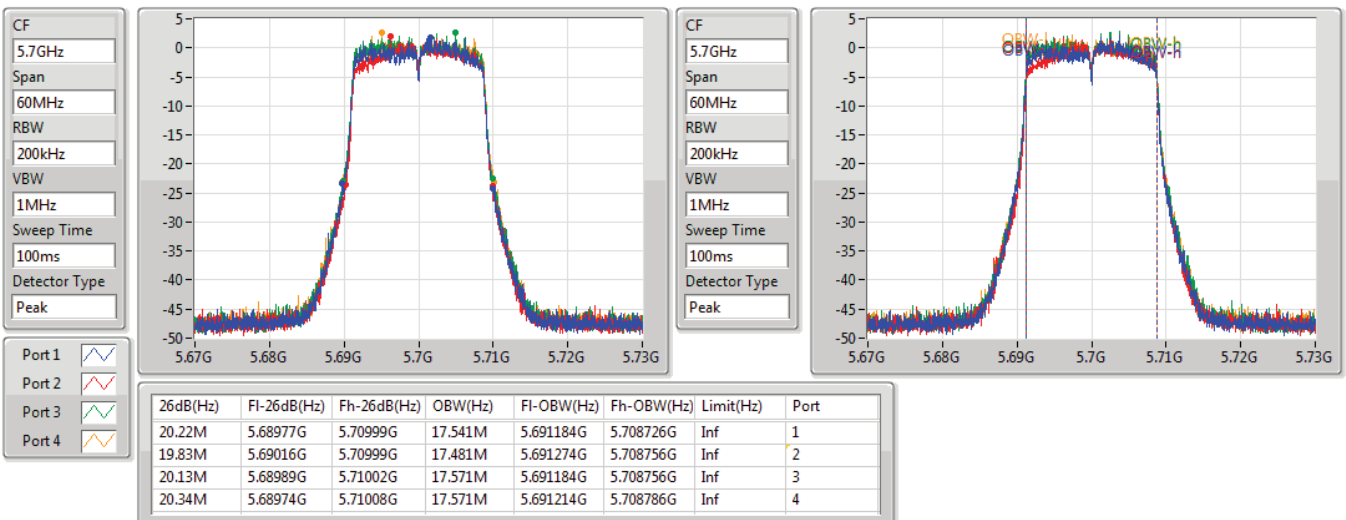 CF
5.7GHz
Span
60MHz
RBW
200kHz
VBW
1MHz
Sweep Time
100ms
Detector Type
Peak
5
0
-5
-10
-15
-20
-25
-30
-35
-40
-45
-50
5.67G 5.68G 5.69G 5.7G 5.71G 5.72G 5.73G
CF
5.7GHz
Span
60MHz
RBW
200kHz
VBW
1MHz
Sweep Time
100ms
Detector Type
Peak
5
0
-5
-10
-15
-20
-25
-30
-35
-40
-45
-50
OBW-h
5.67G 5.68G 5.69G 5.7G 5.71G 5.72G 5.73G
Port 1
Port 2
Port 3
Port 4
26dB(Hz) Fl-26dB(Hz) Fh-26dB(Hz) OBW(Hz) Fl-OBW(Hz) Fh-OBW(Hz) Limit(Hz) Port
20.22M 5.68977G 5.70999G 17.541M 5.691184G 5.708726G Inf 1
19.83M 5.69016G 5.70999G 17.481M 5.691274G 5.708756G Inf 2
20.13M 5.68989G 5.71002G 17.571M 5.691184G 5.708756G Inf 3
20.34M 5.68974G 5.71008G 17.571M 5.691214G 5.708786G Inf 4